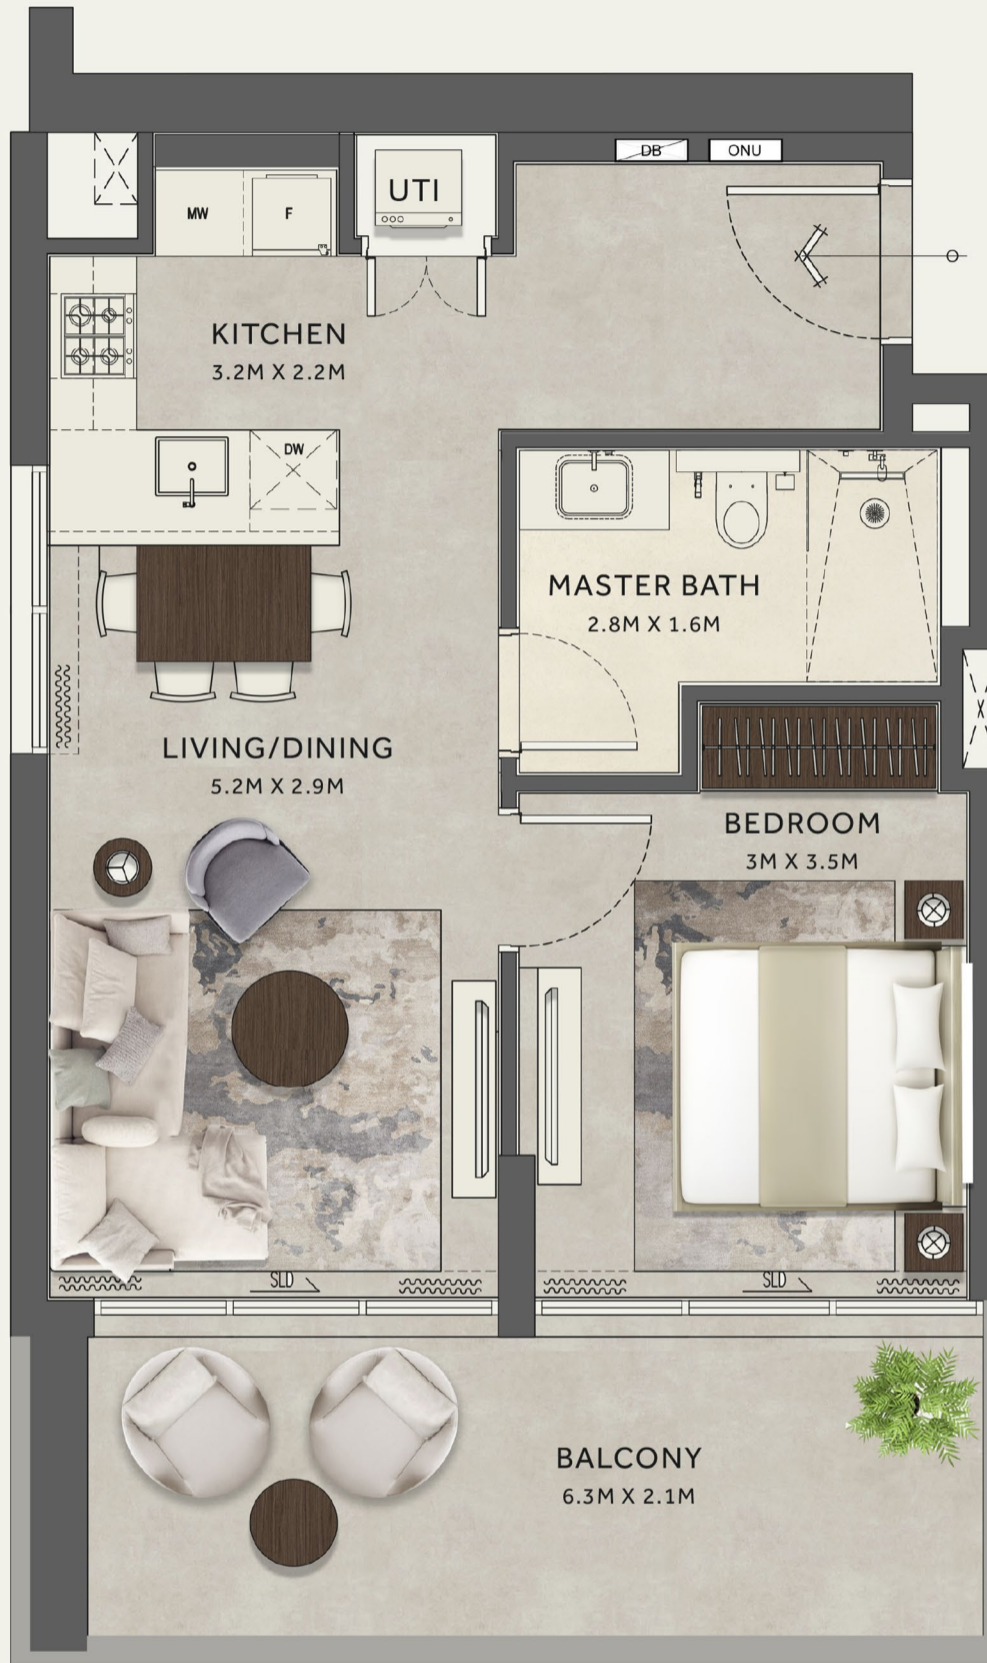 DB
ONU
UTI
MW
F
KITCHEN
3.2M X 2.2M
DW
MASTER BATH
2.8M X 1.6M
LIVING/DINING
5.2M X 2.9M
BEDROOM
3M X 3.5M
SLD
SLD
BALCONY
6.3M X 2.1M